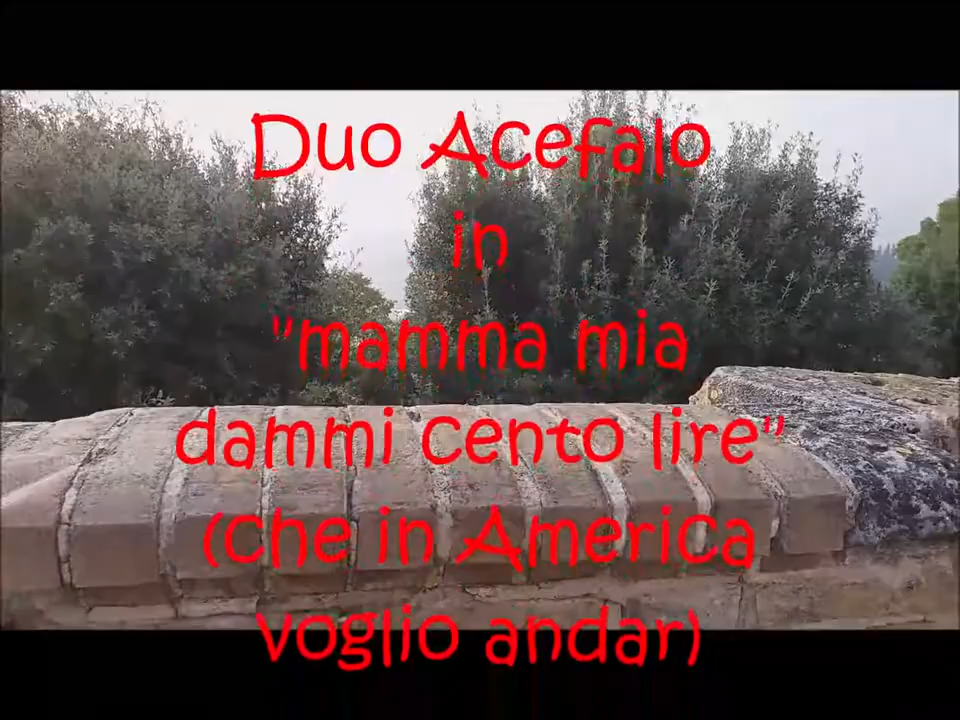 Duo Acefalo
in
"mamma mia
dammi cento lire"
(che in America
voglio andar)